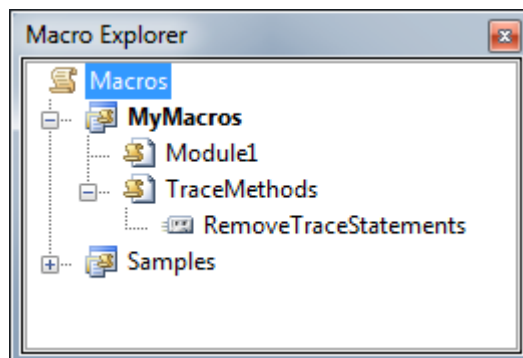 Macro Explorer
Macros
MyMacros
Module1
TraceMethods
RemoveTraceStatements
Samples